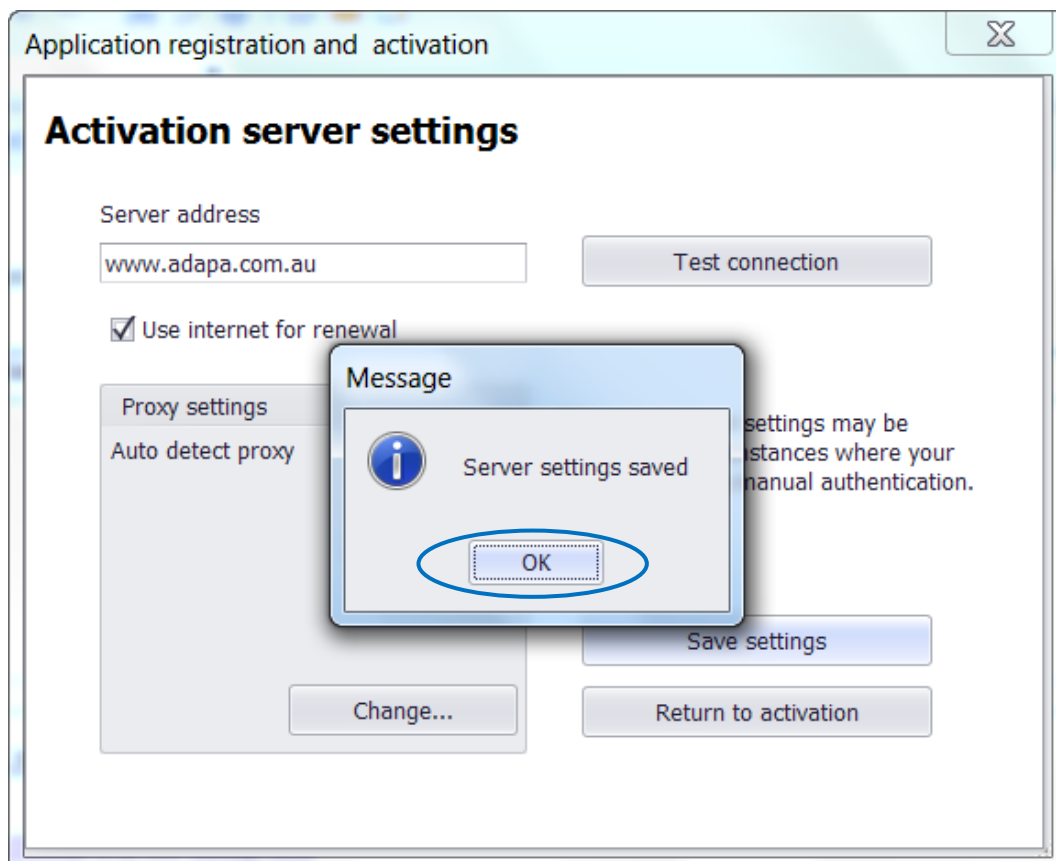 Application registration and  activation
Activation server settings
Server address
www.adapa.com.au
Test connection
Use internet for renewal
Proxy settings
Auto detect proxy
Change...
settings may be
where your
authentication.
Save settings
Return to activation
Message
Server settings saved
OK